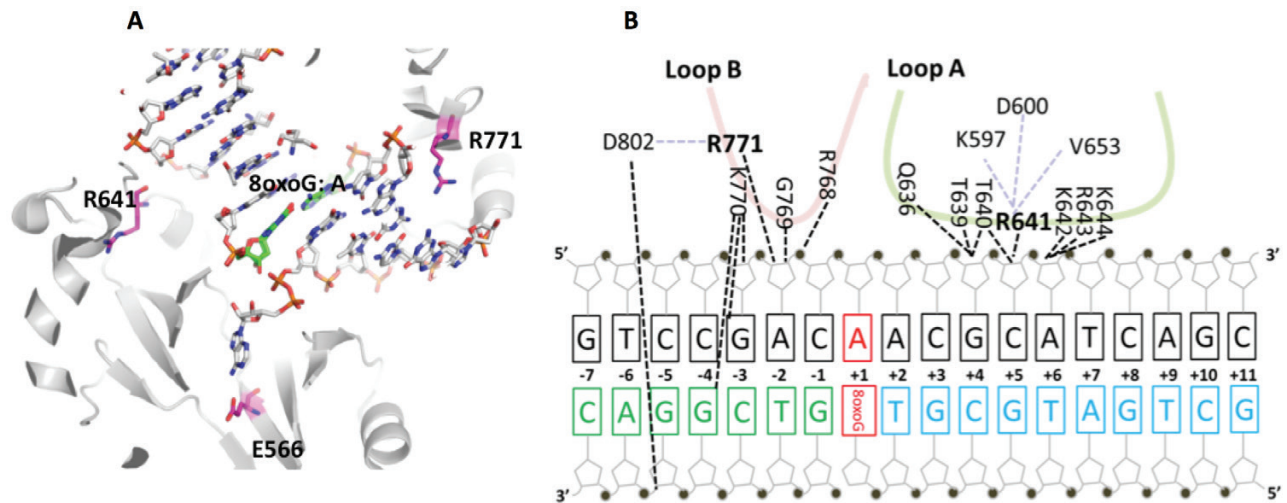 A
B
R771
8oxoG: A
R641
E566
Loop B
Loop A
D600
K597
V653
D802
R771
K770
G769
R768
Q636
T639
T640
R641
K642
R643
K644
5’ 3’
G T C C G A C A A C G C A T C A G C
-7 -6 -5 -4 -3 -2 -1 +1 +2 +3 +4 +5 +6 +7 +8 +9 +10 +11
C A G G C T G 8oxoG T G C G T A G T C G
3’ 5’